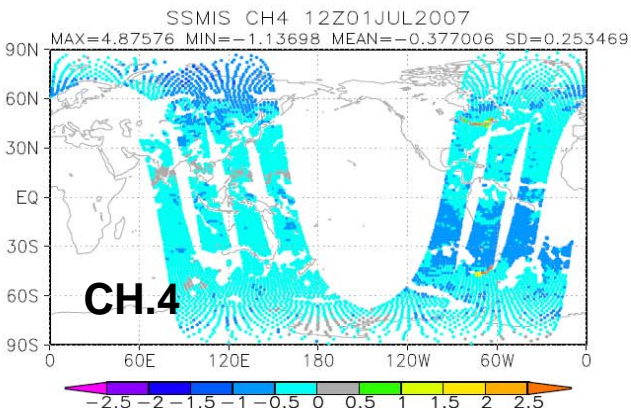 SSMIS CH4 12Z01JUL2007
MAX=4.87576 MIN=−1.13698 MEAN=−0.377006 SD=0.253469
90N
60N
30N
EQ
30S
60S
90S
CH.4
0 60E 120E 180 120W 60W 0
−2.5 −2 −1.5 −1 −0.5 0 0.5 1 1.5 2 2.5